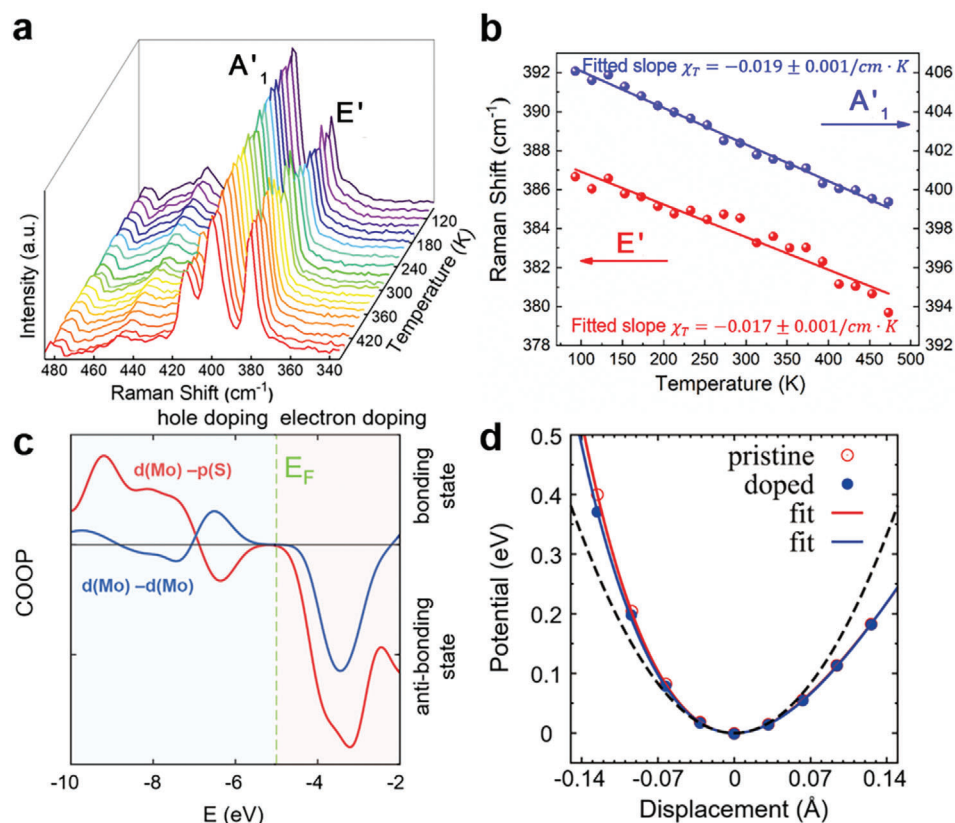 a
A'1
E'
Intensity (a.u.)
480 460 440 420 400 380 360 340
Raman Shift (cm-1)
120
180
240
300
360
420
Temperature (K)
b
Fitted slope χT = −0.019 ± 0.001/cm · K
A'1
E'
Fitted slope χT = −0.017 ± 0.001/cm · K
Raman Shift (cm-1)
392
390
388
386
384
382
380
378
406
404
402
400
398
396
394
392
100 150 200 250 300 350 400 450 500
Temperature (K)
c
hole doping electron doping
d(Mo) –p(S)
EF
d(Mo) –d(Mo)
COOP
bonding state
anti-bonding state
-10 -8 -6 -4 -2
E (eV)
d
pristine
doped
fit
fit
Potential (eV)
0.5
0.4
0.3
0.2
0.1
0
-0.14 -0.07 0 0.07 0.14
Displacement (Å)